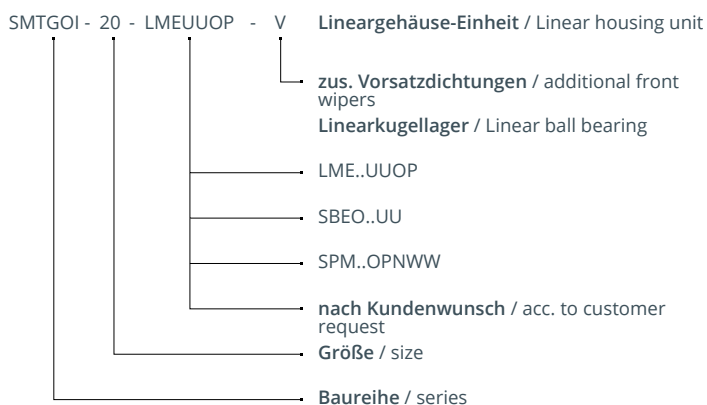 SMTGOI - 20 - LMEUUOP - V Lineargehäuse-Einheit / Linear housing unit
zus. Vorsatzdichtungen / additional front
wipers
Linearkugellager / Linear ball bearing
LME..UUOP
SBEO..UU
SPM..OPNWW
nach Kundenwunsch / acc. to customer
request
Größe / size
Baureihe / series